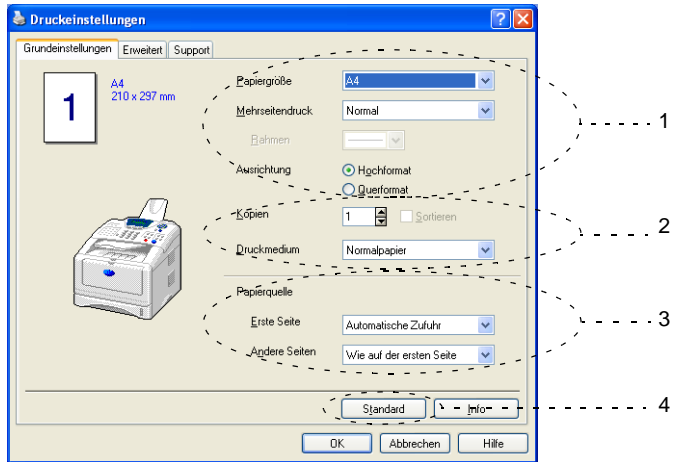 Druckeinstellungen
Grundeinstellungen Erweitert Support
1
A4
210 x 297 mm
Papiergröße A4
Mehrseitendruck Normal
Rahmen
Ausrichtung Hochformat
Querformat
1
Kopien 1 Sortieren
Druckmedium Normalpapier
2
Papierquelle
Erste Seite Automatische Zufuhr
Andere Seiten Wie auf der ersten Seite
3
Standard Info
4
OK Abbrechen Hilfe